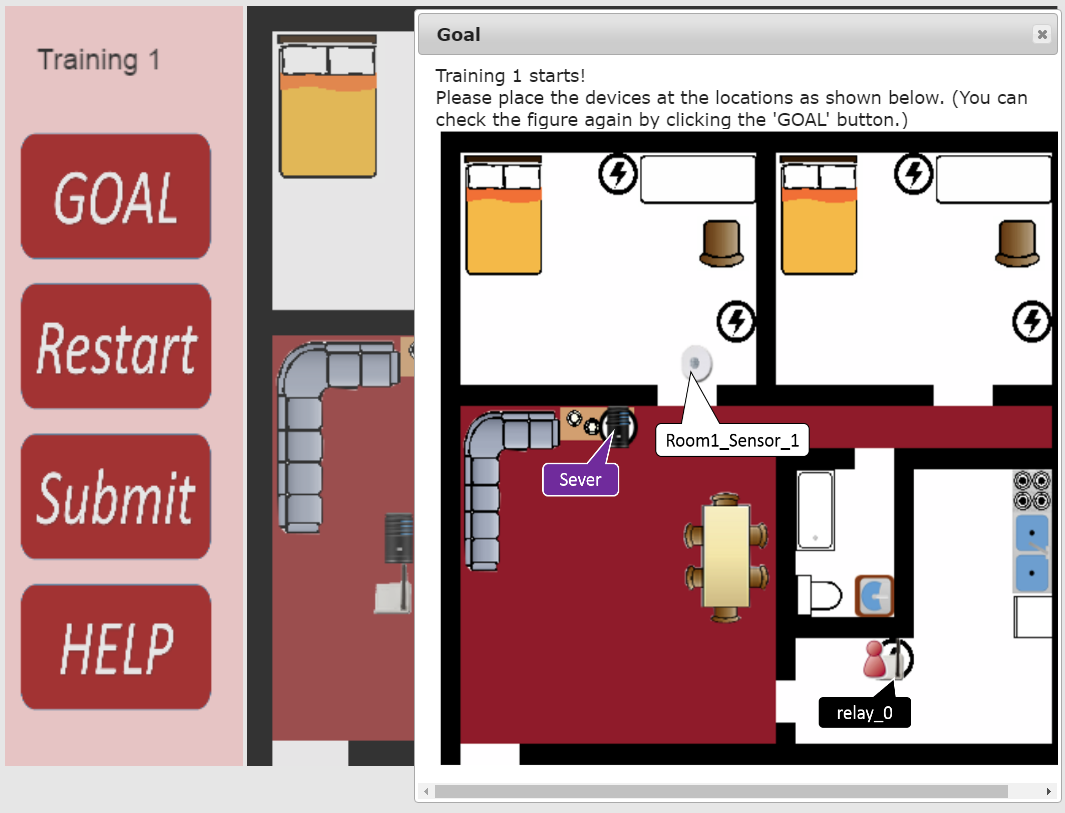 Training 1
GOAL
Restart
Submit
HELP
Goal
Training 1 starts!
Please place the devices at the locations as shown below. (You can
check the figure again by clicking the 'GOAL' button.)
Room1_Sensor_1
Sever
relay_0